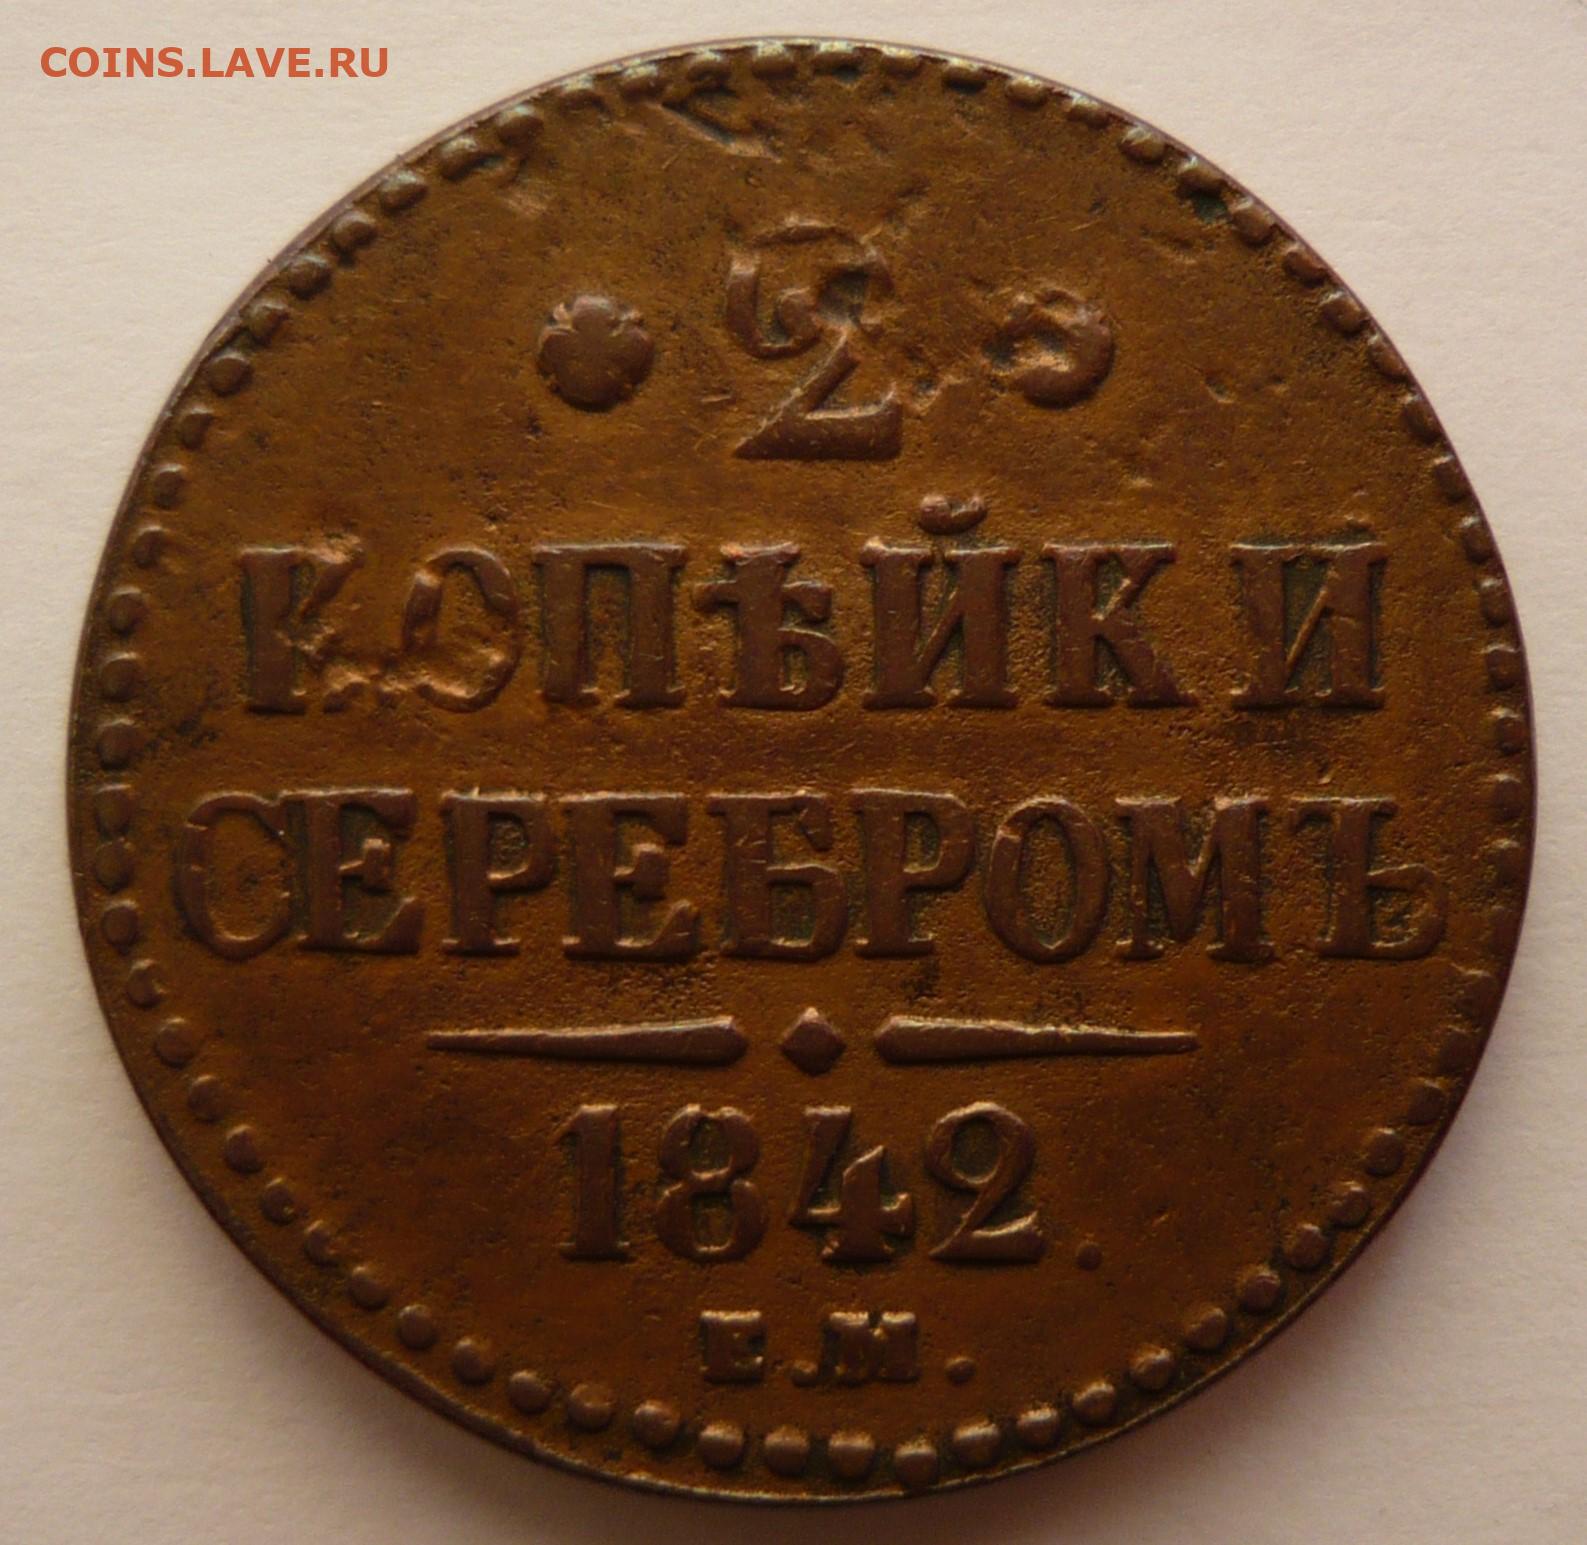 COINS.LAVE.RU
2
КОПѢЙКИ
СЕРЕБРОМЪ
1842.
Е.М.